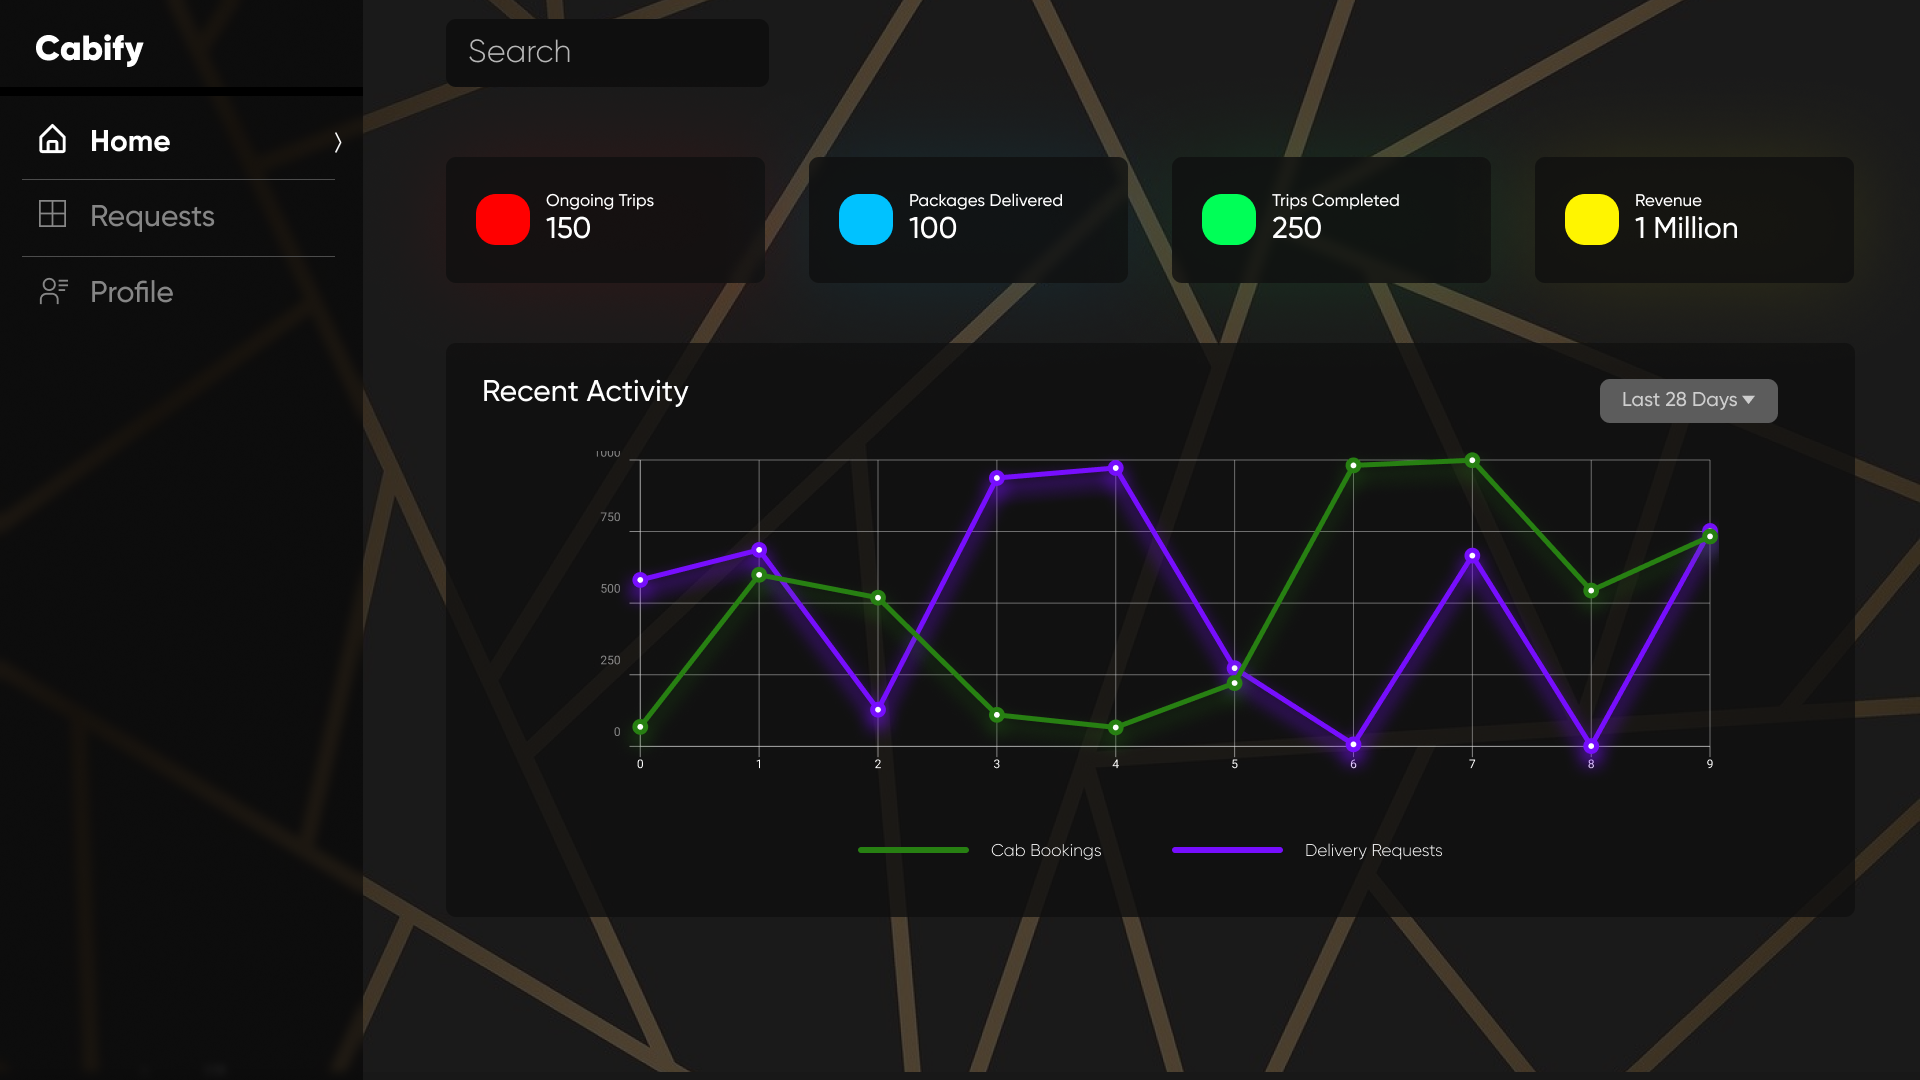 Cabify
Search
Home
Requests
Profile
Ongoing Trips
150
Packages Delivered
100
Trips Completed
250
Revenue
1 Million
Recent Activity
Last 28 Days
1000
750
500
250
0
0 1 2 3 4 5 6 7 8 9
Cab Bookings
Delivery Requests